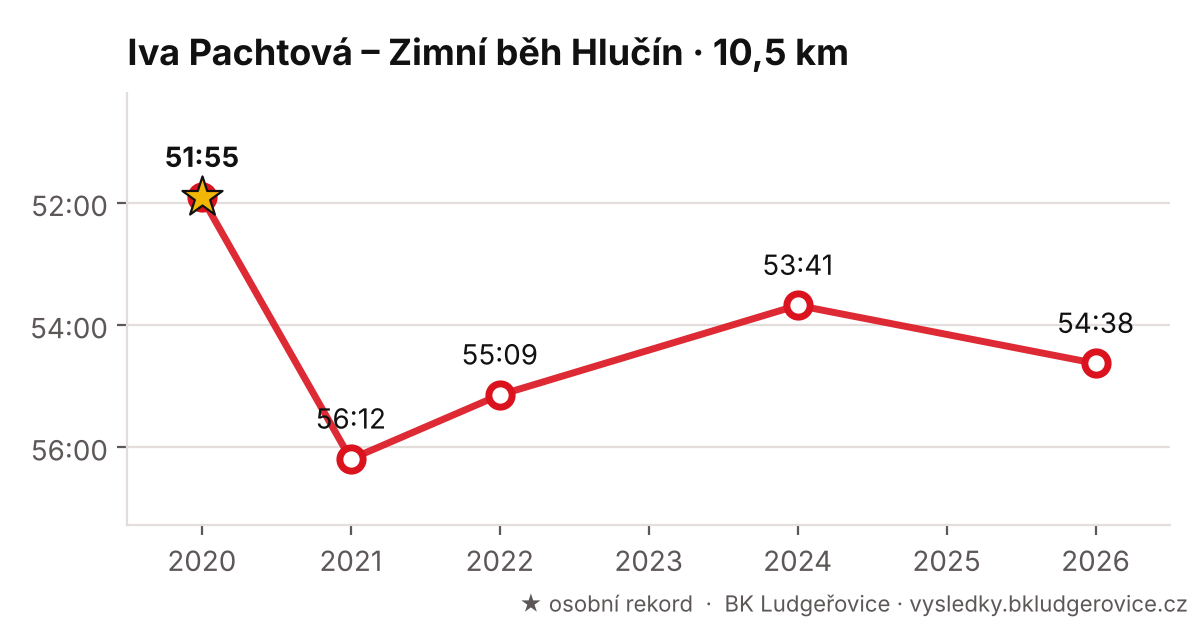 Iva Pachtová – Zimní běh Hlučín · 10,5 km
51:55
52:00
53:41
54:00
54:38
55:09
56:12
56:00
2020 2021 2022 2023 2024 2025 2026
★ osobní rekord · BK Ludgeřovice · vysledky.bkludgerovice.cz